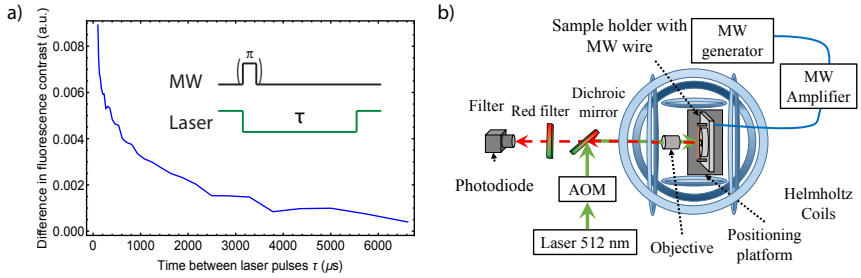 a)
Difference in fluorescence contrast (a.u.)
0.008
0.006
0.004
0.002
0.000
0
1000
2000
3000
4000
5000
6000
Time between laser pulses τ (μs)
(π)
MW
Laser
τ
b)
Sample holder with
MW wire
MW
generator
MW
Amplifier
Dichroic
mirror
Red filter
Filter
Photodiode
AOM
Laser 512 nm
Objective
Positioning
platform
Helmholtz
Coils